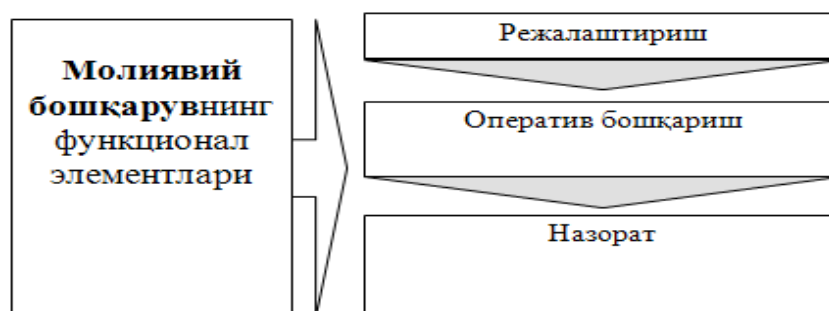 Молиявий
бошқарувнинг
функционал
элементлари
Режалаштириш
Оператив бошқариш
Назорат